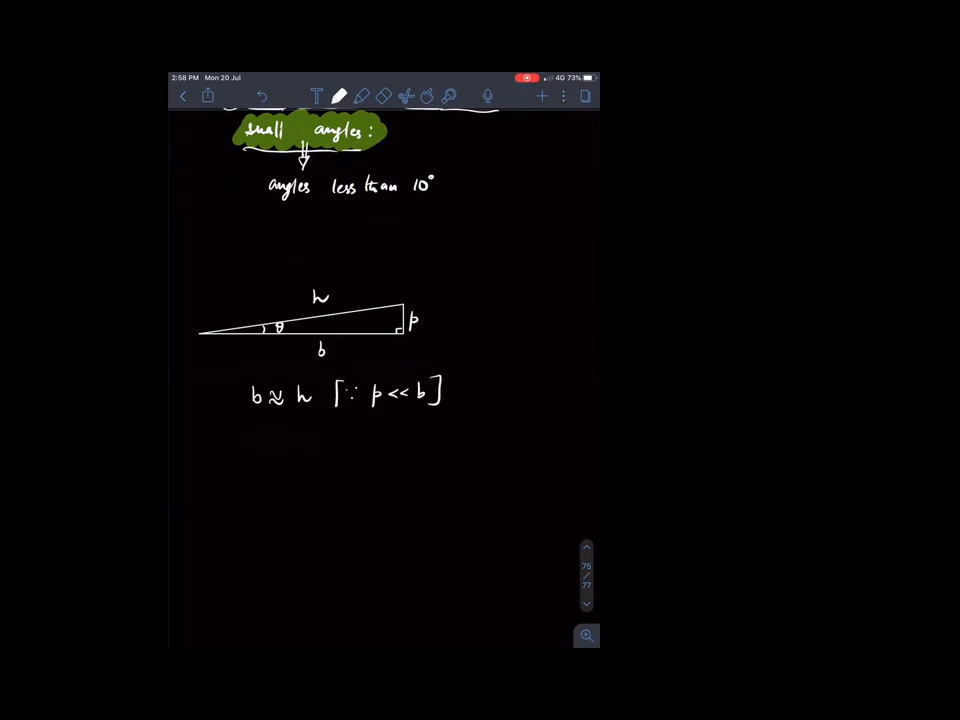 2:58 PM Mon 20 Jul 4G 73%
T
small angles:
angles less than 10°
h
θ
p
b
b ≈ h [∵ p << b]
75
/
77